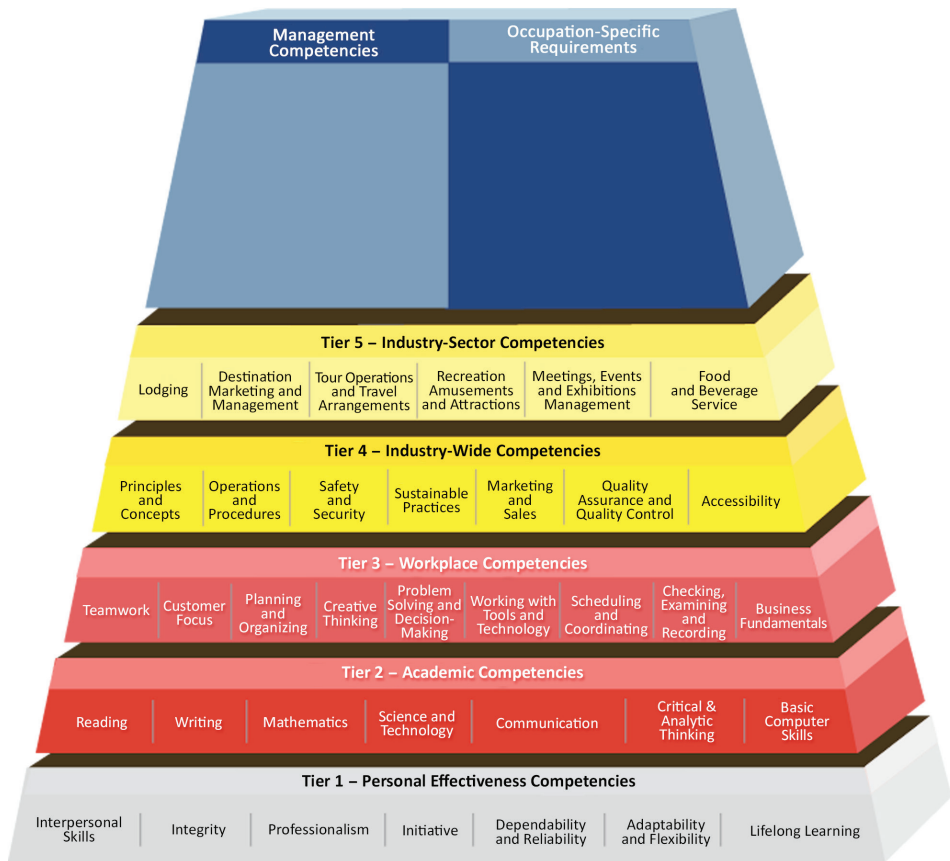 Management
Competencies
Occupation-Specific
Requirements
Tier 5 – Industry-Sector Competencies
Lodging
Destination
Marketing and
Management
Tour Operations
and Travel
Arrangements
Recreation
Amusements
and Attractions
Meetings, Events
and Exhibitions
Management
Food
and Beverage
Service
Tier 4 – Industry-Wide Competencies
Principles
and
Concepts
Operations
and
Procedures
Safety
and
Security
Sustainable
Practices
Marketing
and
Sales
Quality
Assurance and
Quality Control
Accessibility
Tier 3 – Workplace Competencies
Teamwork
Customer
Focus
Planning
and
Organizing
Creative
Thinking
Problem
Solving and
Decision-
Making
Working with
Tools and
Technology
Scheduling
and
Coordinating
Checking,
Examining
and
Recording
Business
Fundamentals
Tier 2 – Academic Competencies
Reading
Writing
Mathematics
Science and
Technology
Communication
Critical &
Analytic
Thinking
Basic
Computer
Skills
Tier 1 – Personal Effectiveness Competencies
Interpersonal
Skills
Integrity
Professionalism
Initiative
Dependability
and Reliability
Adaptability
and Flexibility
Lifelong Learning